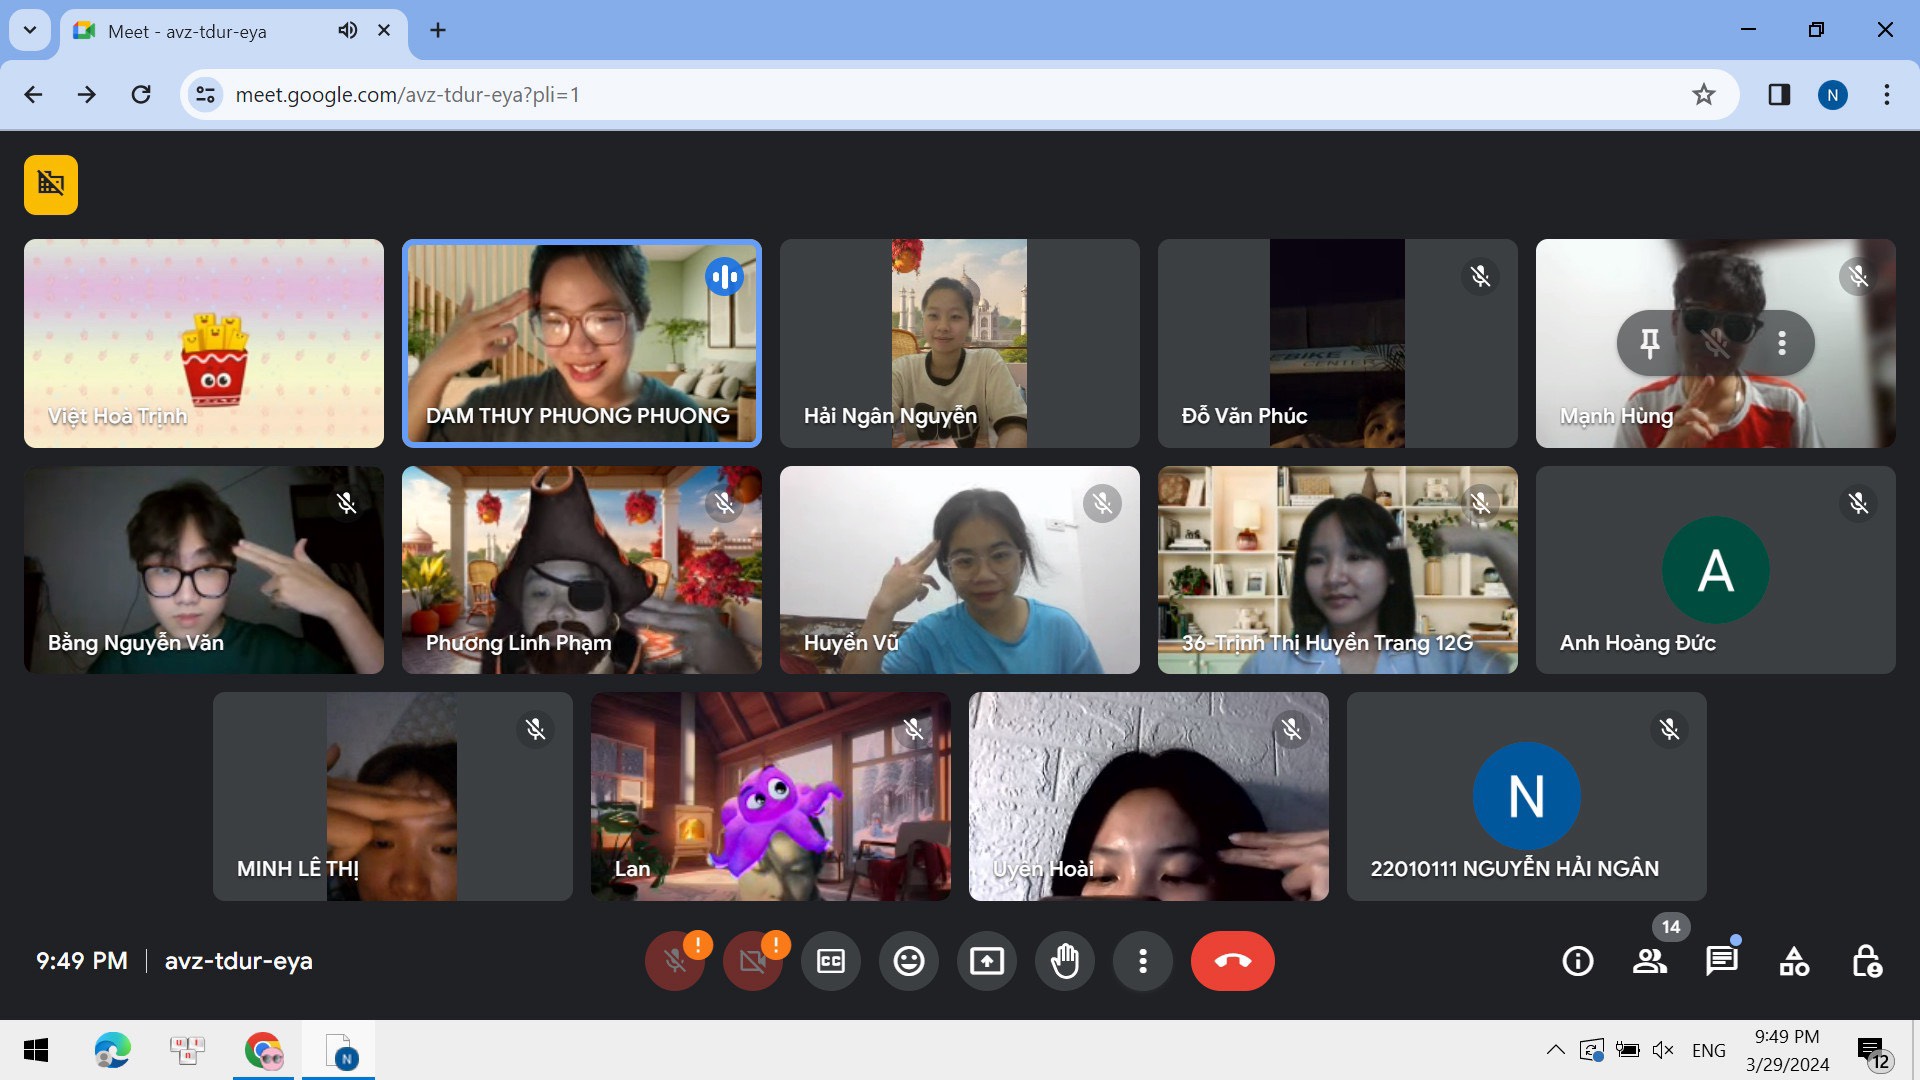 Meet - avz-tdur-eya
meet.google.com/avz-tdur-eya?pli=1
N
Việt Hoà Trịnh
DAM THUY PHUONG PHUONG
Hải Ngân Nguyễn
EBIKE
CENTER
Đỗ Văn Phúc
Mạnh Hùng
Bằng Nguyễn Văn
Phương Linh Phạm
Huyền Vũ
36-Trịnh Thị Huyền Trang 12G
A
Anh Hoàng Đức
MINH LÊ THỊ
Lan
Uyên Hoài
N
22010111 NGUYỄN HẢI NGÂN
9:49 PM
avz-tdur-eya
!
!
CC
14
U I
n
N
ENG
9:49 PM
3/29/2024
12